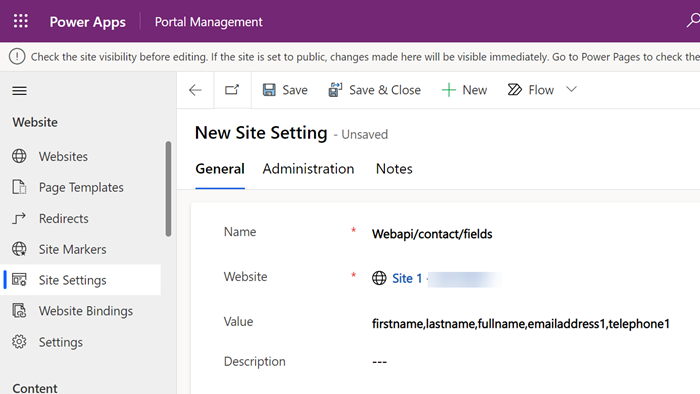 Power Apps Portal Management
Check the site visibility before editing. If the site is set to public, changes made here will be visible immediately. Go to Power Pages to check the
Save Save & Close New Flow
Website
Websites
Page Templates
Redirects
Site Markers
Site Settings
Website Bindings
Settings
Content
New Site Setting - Unsaved
General Administration Notes
Name * Webapi/contact/fields
Website * Site 1 -
Value firstname,lastname,fullname,emailaddress1,telephone1
Description ---